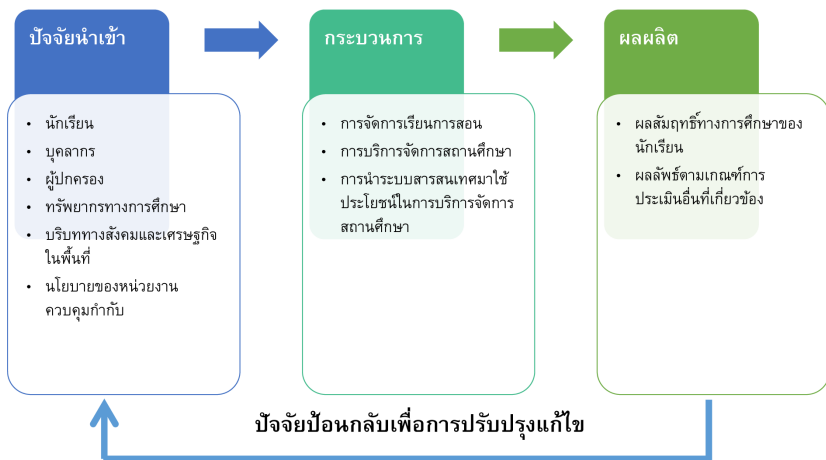 ปัจจัยนำเข้า
• นักเรียน
• บุคลากร
• ผู้ปกครอง
• ทรัพยากรทางการศึกษา
• บริบททางสังคมและเศรษฐกิจ
ในพื้นที่
• นโยบายของหน่วยงาน
ควบคุมกำกับ
กระบวนการ
• การจัดการเรียนการสอน
• การบริการจัดการสถานศึกษา
• การนำระบบสารสนเทศมาใช้
ประโยชน์ในการบริการจัดการ
สถานศึกษา
ผลผลิต
• ผลสัมฤทธิ์ทางการศึกษาของ
นักเรียน
• ผลลัพธ์ตามเกณฑ์การ
ประเมินอื่นที่เกี่ยวข้อง
ปัจจัยป้อนกลับเพื่อการปรับปรุงแก้ไข